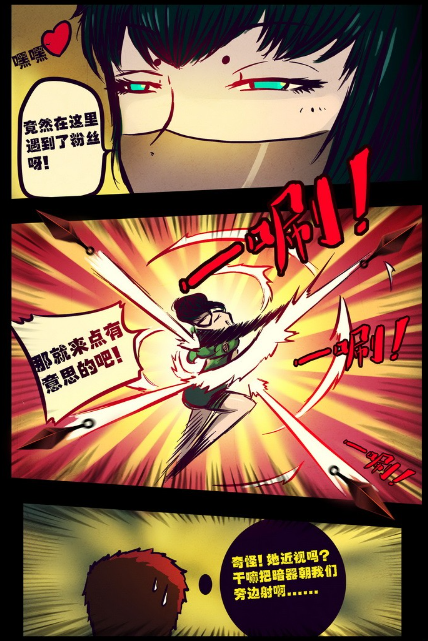 嘿嘿
竟然在这里
遇到了粉丝
呀!
一唰!
一唰!
那就来点有
意思的吧!
一唰!
奇怪!她近视吗?
干嘛把暗器朝我们
旁边射啊……